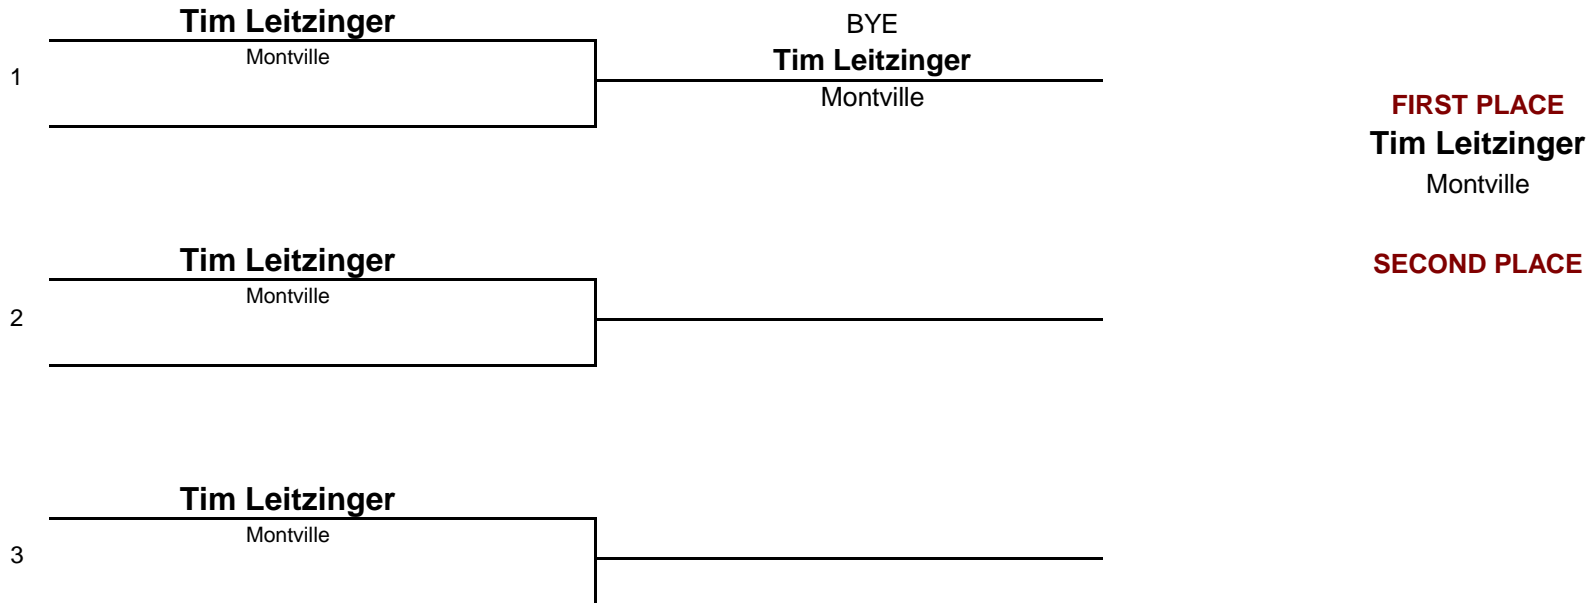 Tim Leitzinger
Montville
1
BYE
Tim Leitzinger
Montville
FIRST PLACE
Tim Leitzinger
Montville
Tim Leitzinger
Montville
2
SECOND PLACE
Tim Leitzinger
Montville
3